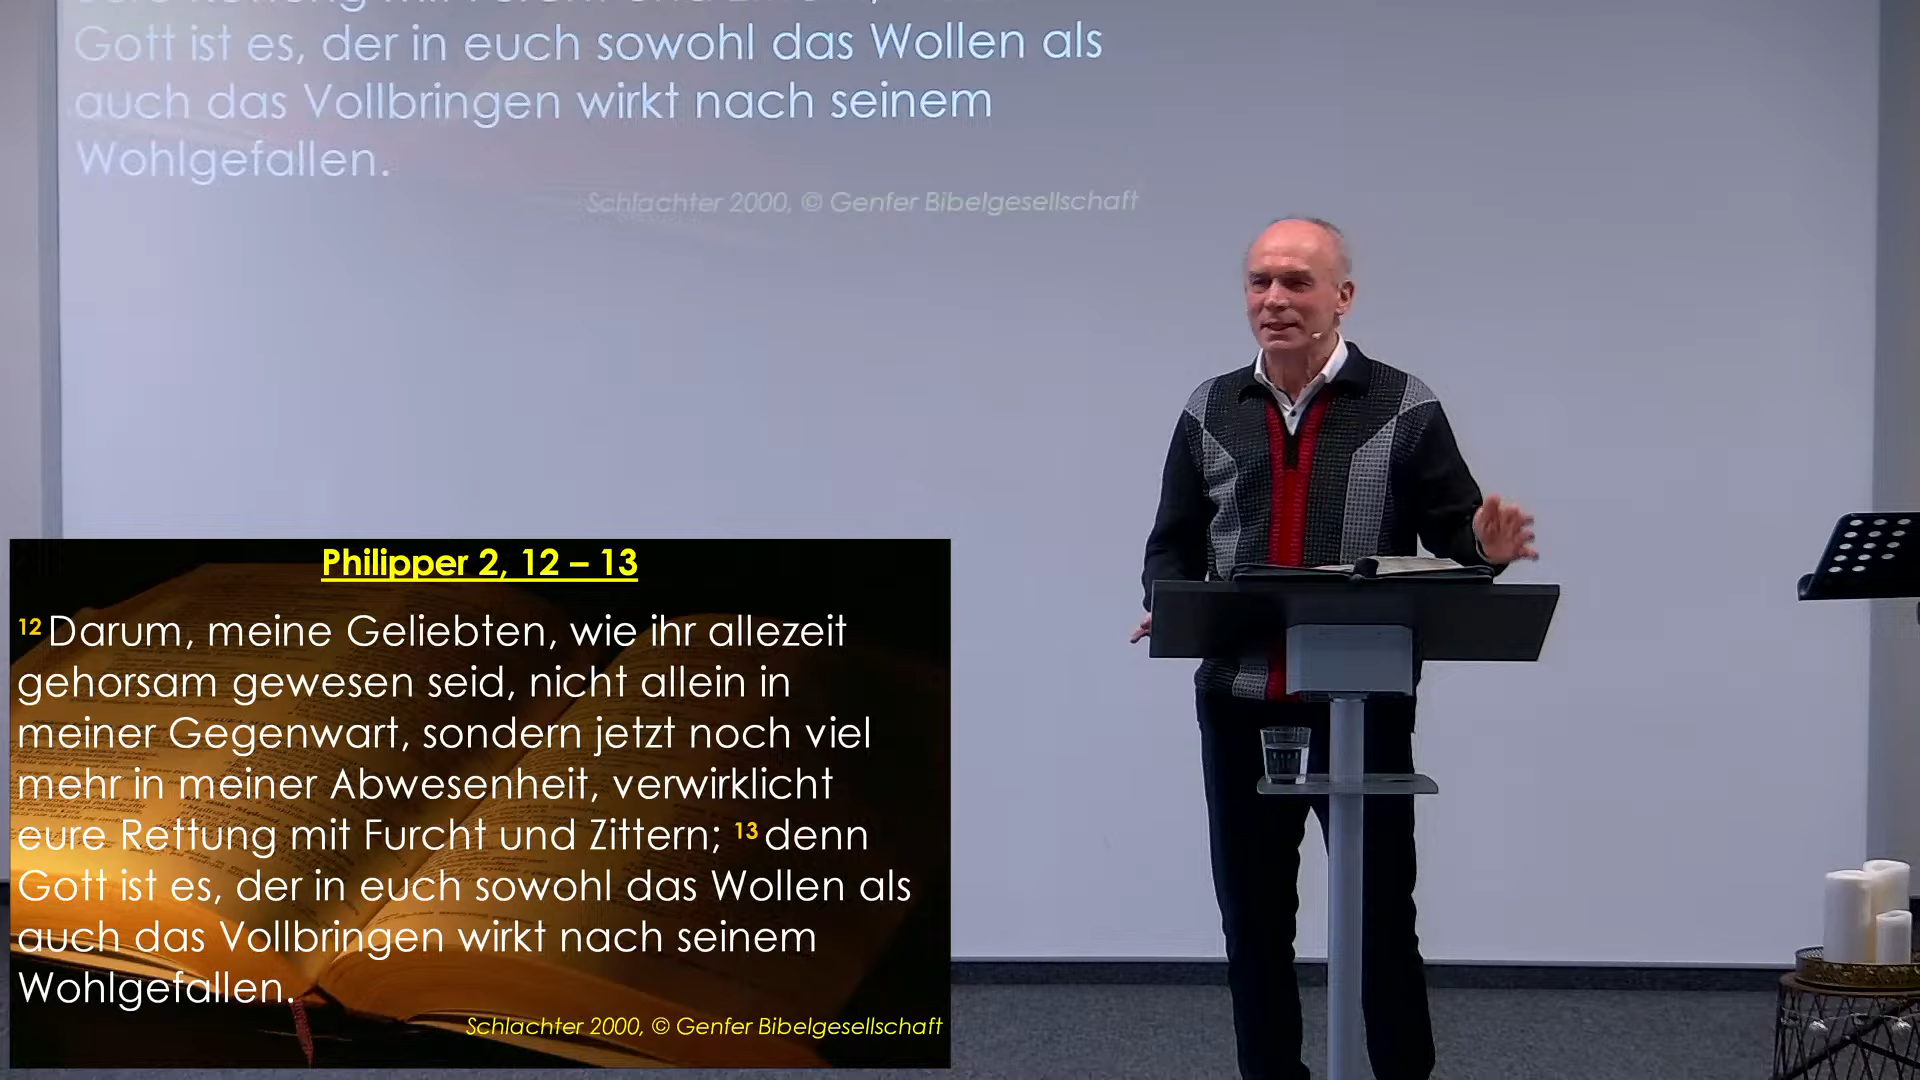 Gott ist es, der in euch sowohl das Wollen als
auch das Vollbringen wirkt nach seinem
Wohlgefallen.
Schlachter 2000, © Genfer Bibelgesellschaft
Philipper 2, 12 – 13
12 Darum, meine Geliebten, wie ihr allezeit
gehorsam gewesen seid, nicht allein in
meiner Gegenwart, sondern jetzt noch viel
mehr in meiner Abwesenheit, verwirklicht
eure Rettung mit Furcht und Zittern; 13 denn
Gott ist es, der in euch sowohl das Wollen als
auch das Vollbringen wirkt nach seinem
Wohlgefallen.
Schlachter 2000, © Genfer Bibelgesellschaft